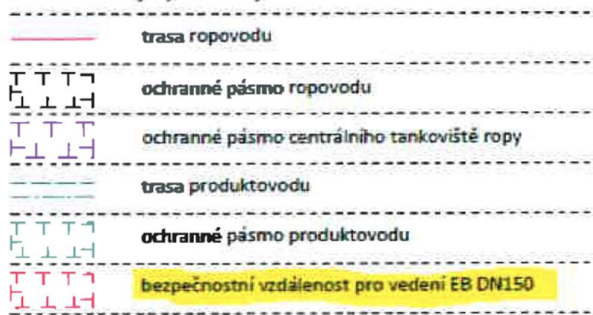 trasa ropovodu
ochranné pásmo ropovodu
ochranné pásmo centrálního tankoviště ropy
trasa produktovodu
ochranné pásmo produktovodu
bezpečnostní vzdálenost pro vedení EB DN150